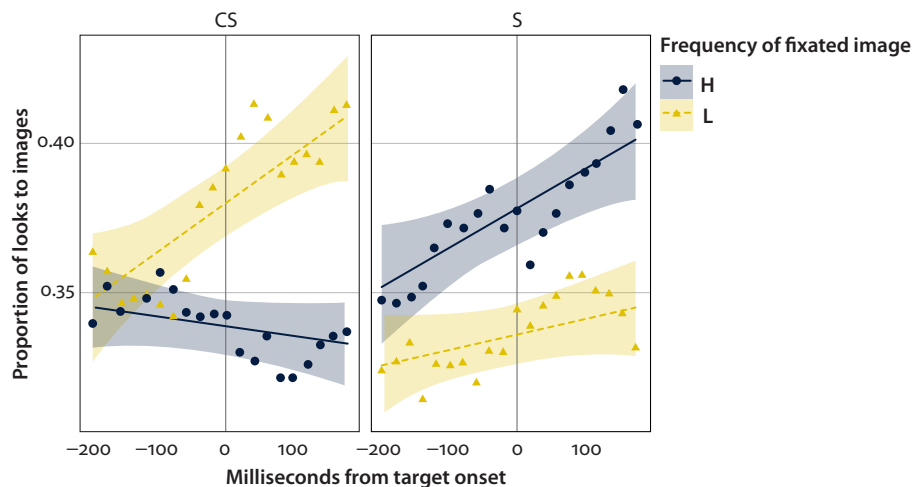 CS
S
Frequency of fixated image
H
L
Proportion of looks to images
0.40
0.35
−200
−100
0
100
−200
−100
0
100
Milliseconds from target onset